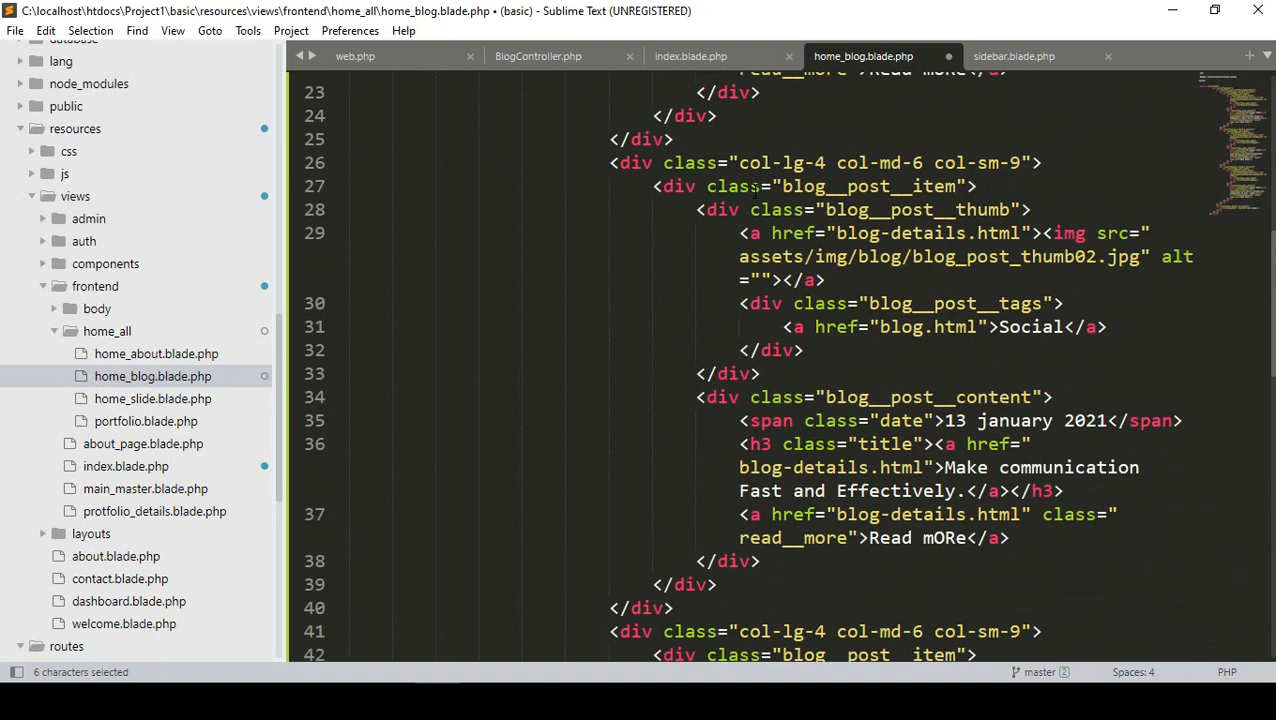 C:\localhost\htdocs\Project1\basic\resources\views\frontend\home_all\home_blog.blade.php • (basic) - Sublime Text (UNREGISTERED)
File Edit Selection Find View Goto Tools Project Preferences Help
lang
node_modules
public
resources
css
js
views
admin
auth
components
frontend
body
home_all
home_about.blade.php
home_blog.blade.php
home_slide.blade.php
portfolio.blade.php
about_page.blade.php
index.blade.php
main_master.blade.php
protfolio_details.blade.php
layouts
about.blade.php
contact.blade.php
dashboard.blade.php
welcome.blade.php
routes
web.php BlogController.php index.blade.php home_blog.blade.php sidebar.blade.php
read__more">Read mORe</a>
23 </div>
24 </div>
25 </div>
26 <div class="col-lg-4 col-md-6 col-sm-9">
27 <div class="blog__post__item">
28 <div class="blog__post__thumb">
29 <a href="blog-details.html"><img src="
assets/img/blog/blog_post_thumb02.jpg" alt
=""></a>
30 <div class="blog__post__tags">
31 <a href="blog.html">Social</a>
32 </div>
33 </div>
34 <div class="blog__post__content">
35 <span class="date">13 january 2021</span>
36 <h3 class="title"><a href="
blog-details.html">Make communication
Fast and Effectively.</a></h3>
37 <a href="blog-details.html" class="
read__more">Read mORe</a>
38 </div>
39 </div>
40 </div>
41 <div class="col-lg-4 col-md-6 col-sm-9">
42 <div class="blog__post__item">
6 characters selected master 2 Spaces: 4 PHP